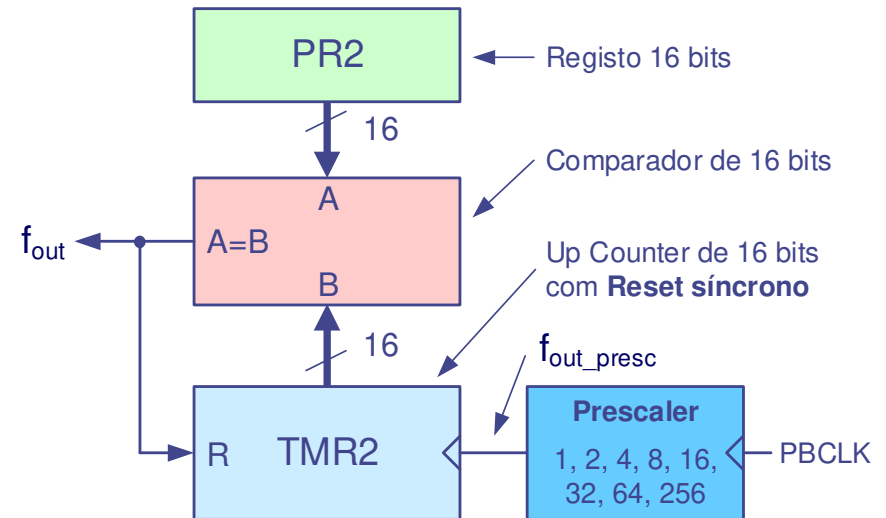 PR2
Registo 16 bits
16
Comparador de 16 bits
A
f_out
A=B
B
Up Counter de 16 bits
com Reset síncrono
16
f_out_presc
Prescaler
R
TMR2
1, 2, 4, 8, 16,
32, 64, 256
PBCLK